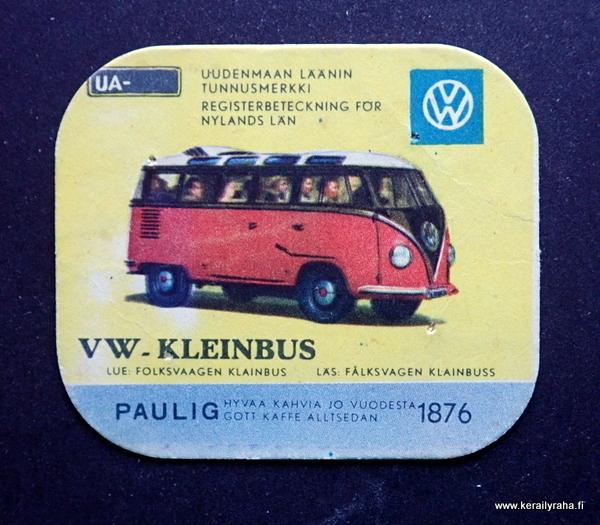 UA-
UUDENMAAN LÄÄNIN
TUNNUSMERKKI
REGISTERBETECKNING FÖR
NYLANDS LÄN
VW
VW-KLEINBUS
LUE: FOLKSVAAGEN KLAINBUS
LÄS: FÅLKSVAGEN KLAINBUSS
PAULIG
HYVÄÄ KAHVIA JO VUODESTA
GOTT KAFFE ALLTSEDAN
1876
www.kerailyraha.fi